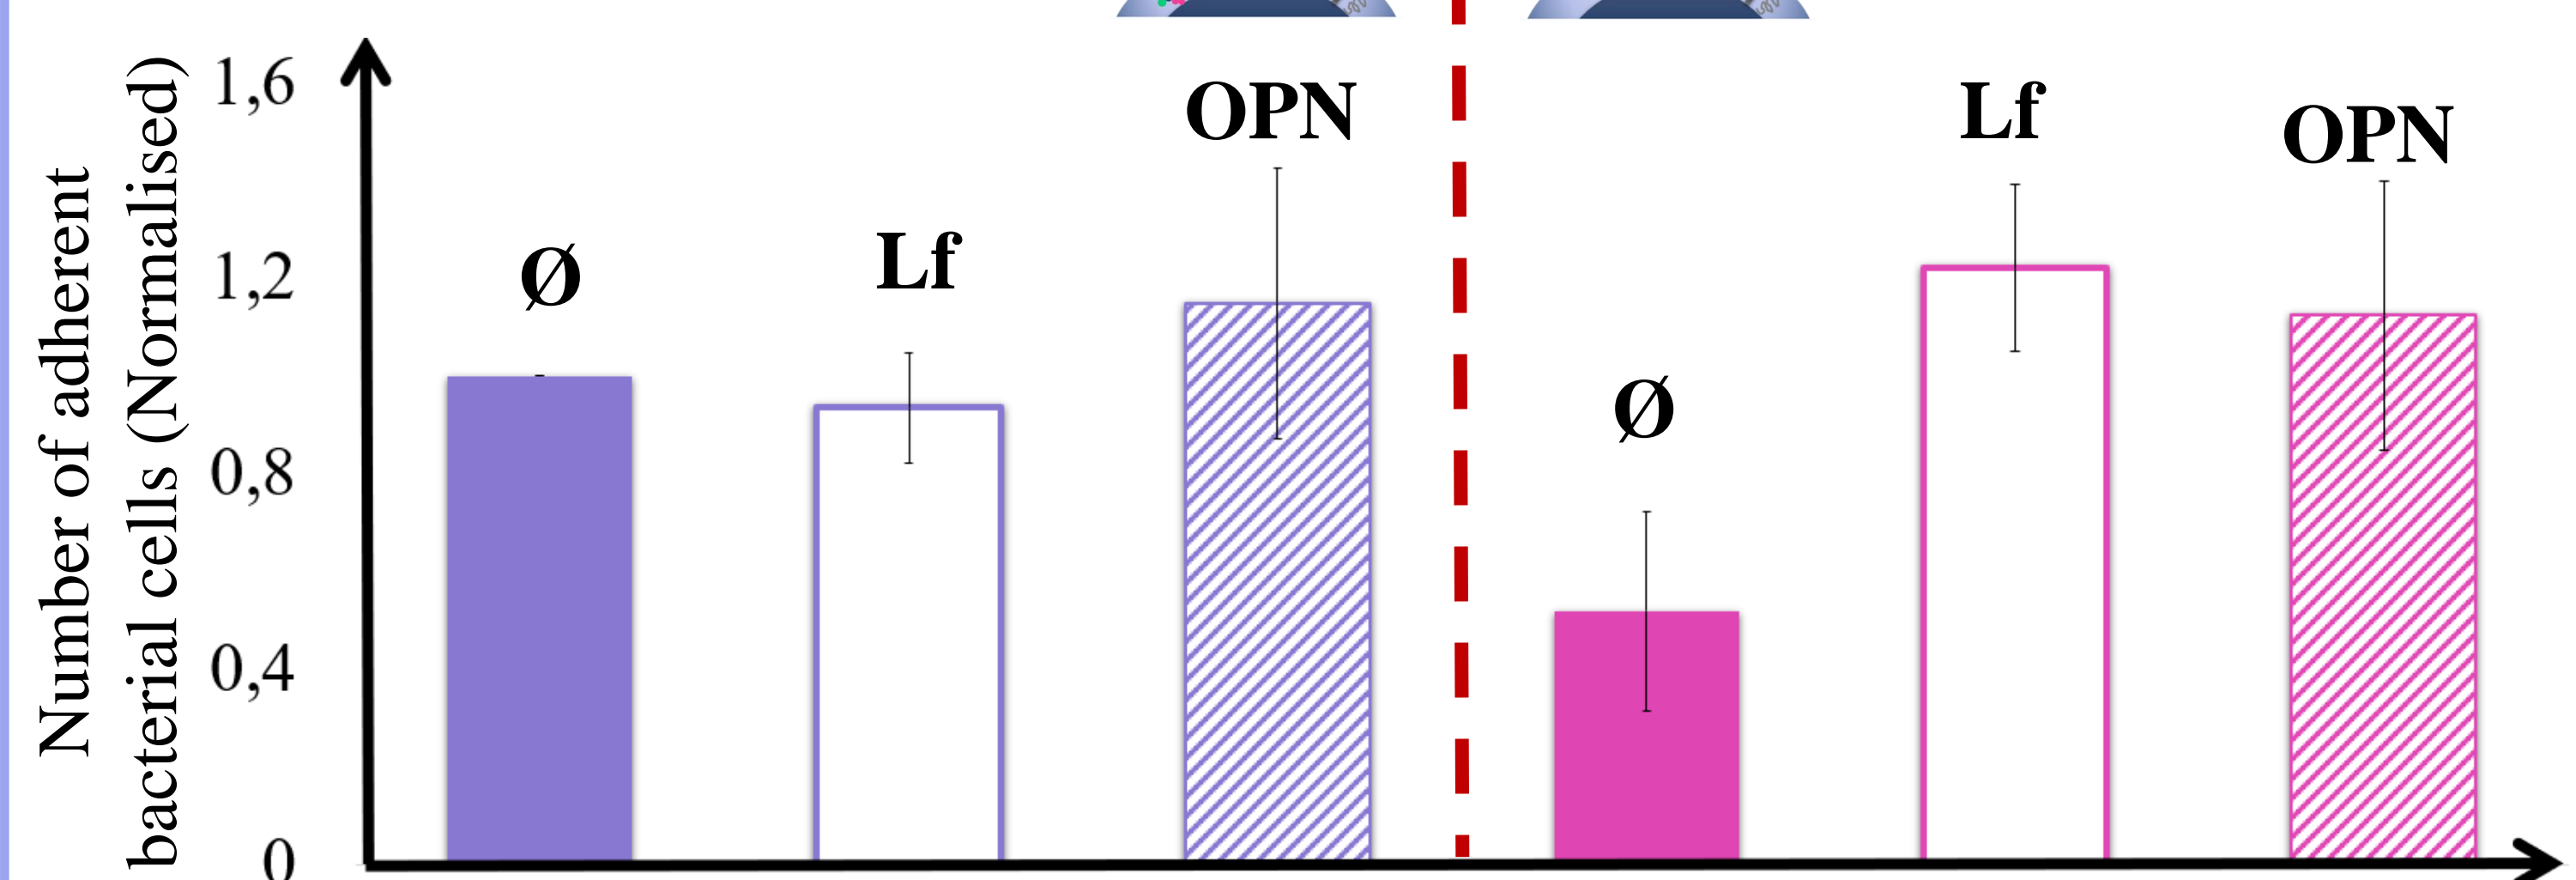 Number of adherent
bacterial cells (Normalised)
1,6
1,2
0,8
0,4
0
Ø
Lf
OPN
Ø
Lf
OPN